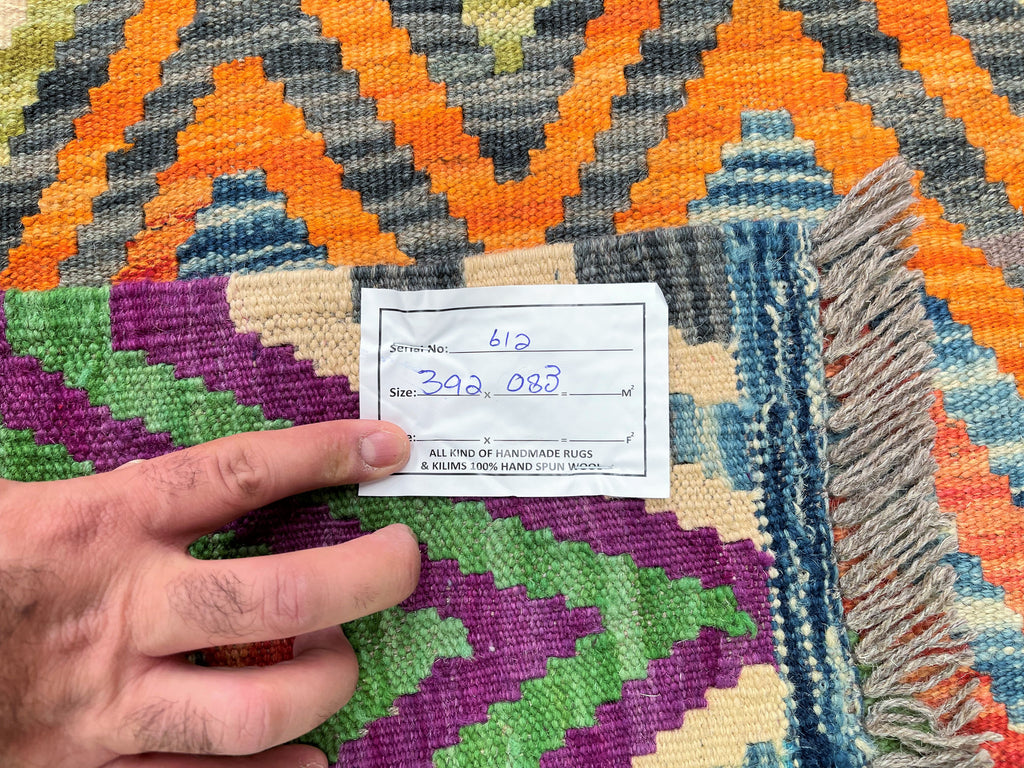 Serial No: 612
Size: 392 x 083 = M²
e: x = F²
ALL KIND OF HANDMADE RUGS
& KILIMS 100% HAND SPUN WOOL